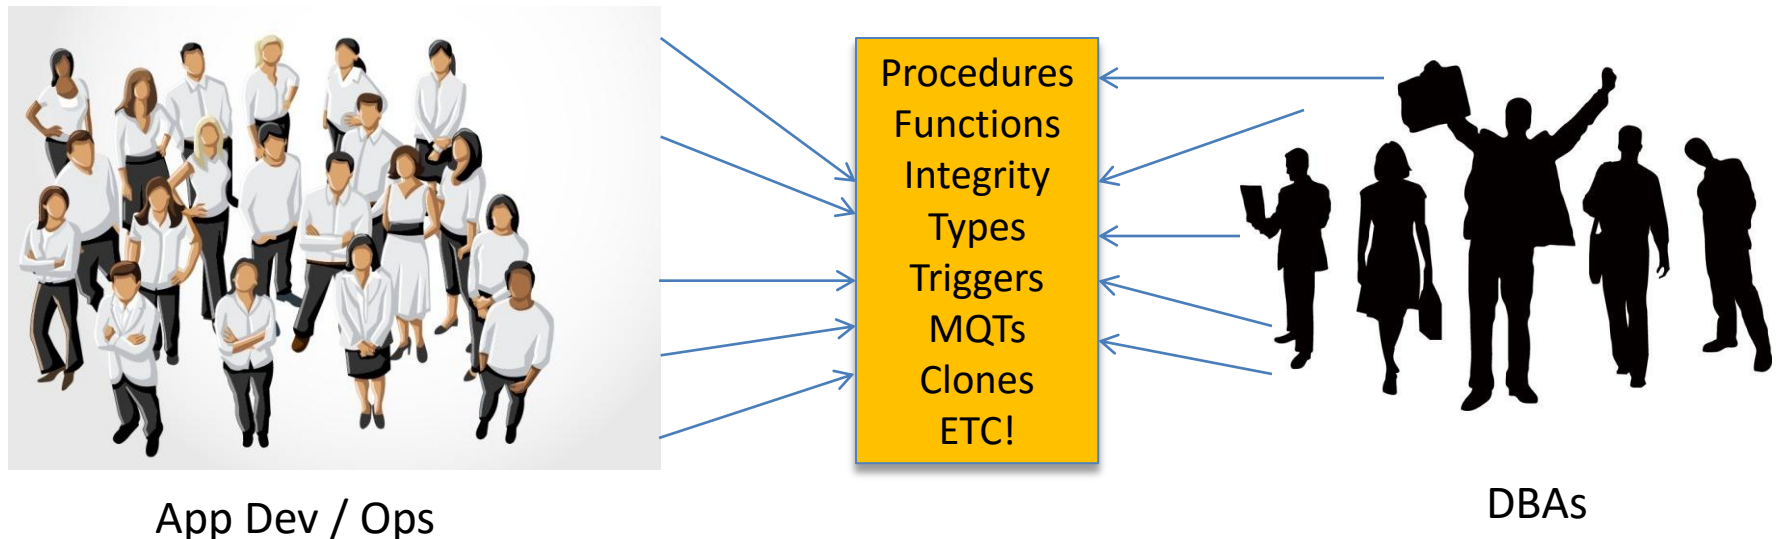 Procedures
Functions
Integrity
Types
Triggers
MQTs
Clones
ETC!
App Dev / Ops
DBAs